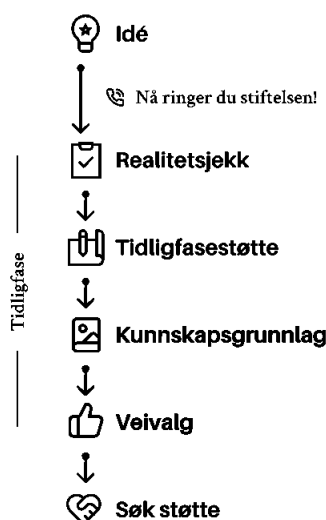 Idé
Nå ringer du stiftelsen!
Realitetsjekk
Tidligfasestøtte
Kunnskapsgrunnlag
Veivalg
Søk støtte
Tidligfase